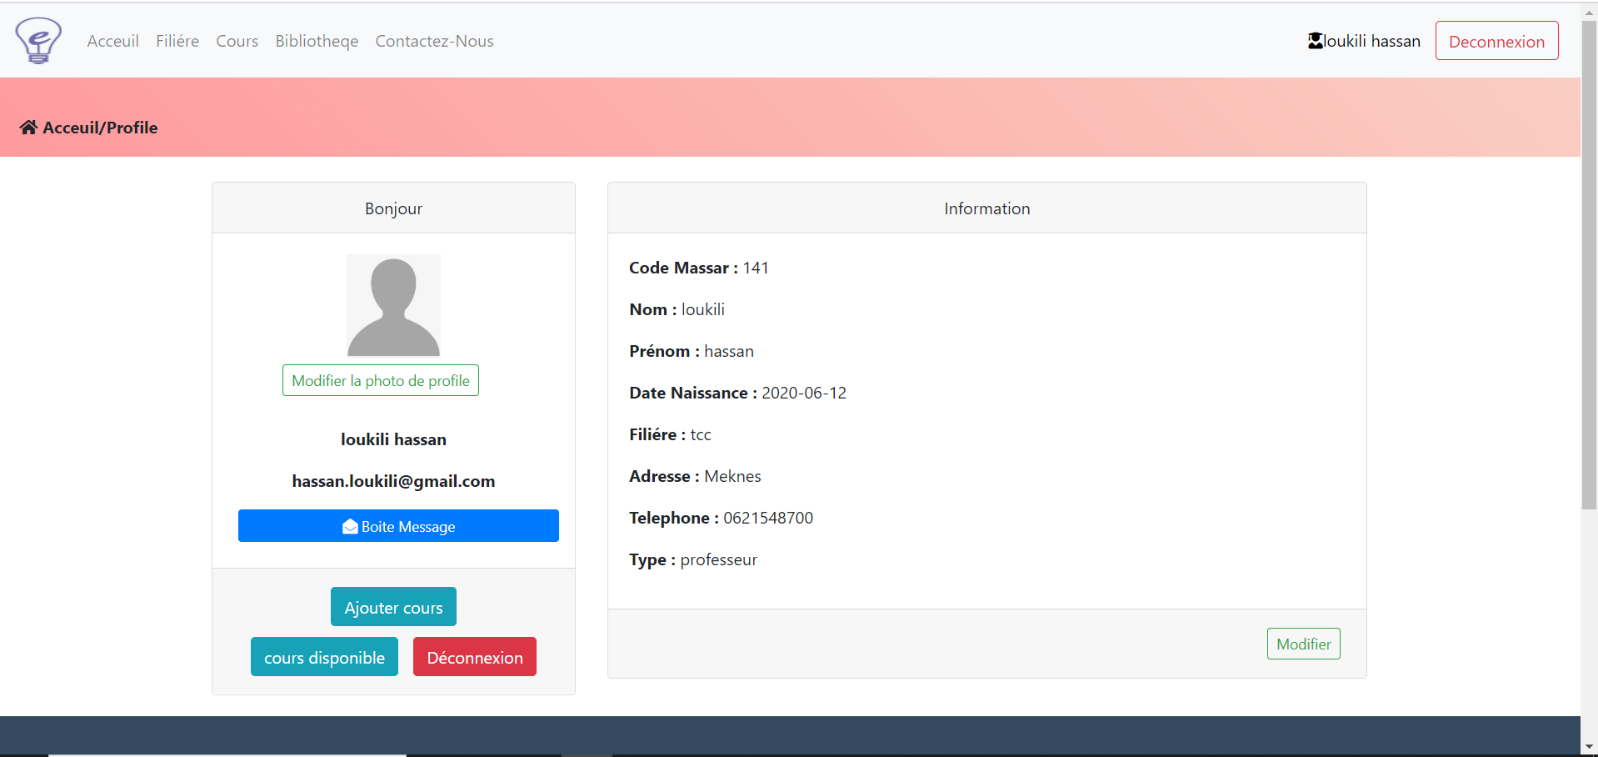 e
Acceuil Filiére Cours Bibliotheqe Contactez-Nous
loukili hassan Deconnexion
Acceuil/Profile
Bonjour
Modifier la photo de profile
loukili hassan
hassan.loukili@gmail.com
Boite Message
Ajouter cours
cours disponible Déconnexion
Information
Code Massar : 141
Nom : loukili
Prénom : hassan
Date Naissance : 2020-06-12
Filiére : tcc
Adresse : Meknes
Telephone : 0621548700
Type : professeur
Modifier